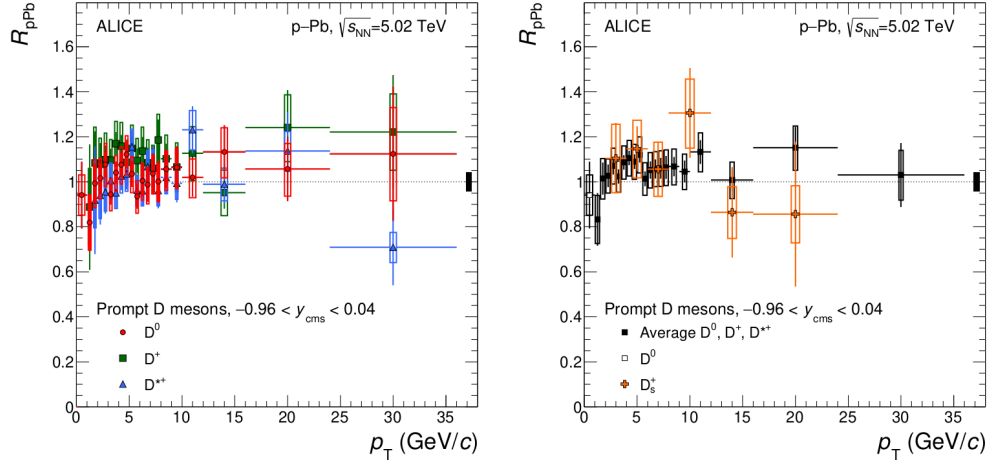 R_pPb
ALICE
p–Pb, √s_NN=5.02 TeV
1.6
1.4
1.2
1
0.8
0.6
0.4
0.2
0
Prompt D mesons, –0.96 < y_cms < 0.04
D⁰
D⁺
D*⁺
0 5 10 15 20 25 30 35
p_T (GeV/c)
R_pPb
ALICE
p–Pb, √s_NN=5.02 TeV
1.6
1.4
1.2
1
0.8
0.6
0.4
0.2
0
Prompt D mesons, –0.96 < y_cms < 0.04
Average D⁰, D⁺, D*⁺
D⁰
D_s⁺
0 5 10 15 20 25 30 35
p_T (GeV/c)